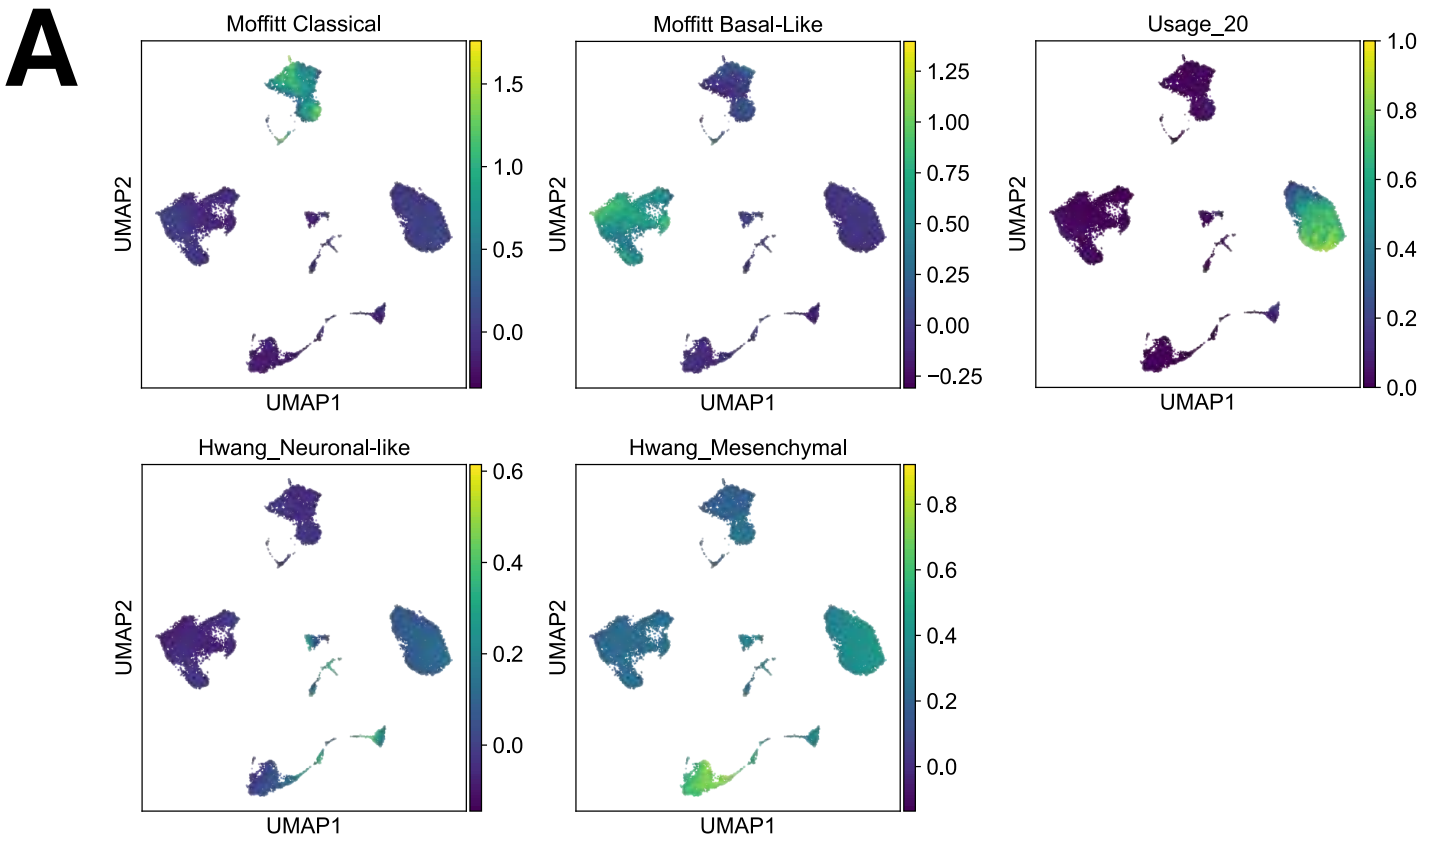 A
Moffitt Classical
UMAP2
UMAP1
1.5
1.0
0.5
0.0
Moffitt Basal-Like
UMAP2
UMAP1
1.25
1.00
0.75
0.50
0.25
0.00
−0.25
Usage_20
UMAP2
UMAP1
1.0
0.8
0.6
0.4
0.2
0.0
Hwang_Neuronal-like
UMAP2
UMAP1
0.6
0.4
0.2
0.0
Hwang_Mesenchymal
UMAP2
UMAP1
0.8
0.6
0.4
0.2
0.0